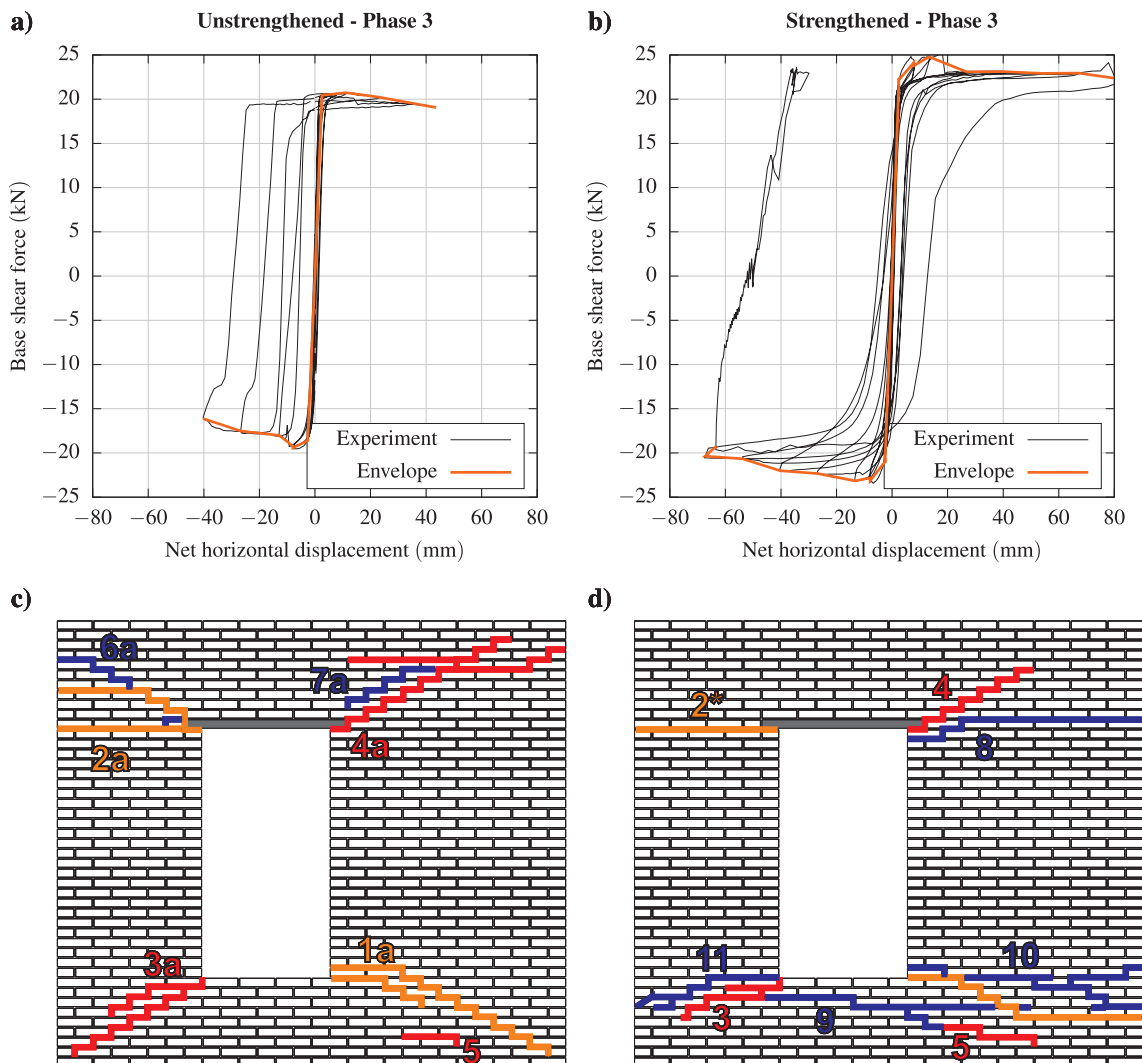 a)
Unstrengthened - Phase 3
25
20
15
10
5
0
−5
−10
−15
−20
−25
Base shear force (kN)
Experiment
Envelope
−80 −60 −40 −20 0 20 40 60 80
Net horizontal displacement (mm)
b)
Strengthened - Phase 3
25
20
15
10
5
0
−5
−10
−15
−20
−25
Base shear force (kN)
Experiment
Envelope
−80 −60 −40 −20 0 20 40 60 80
Net horizontal displacement (mm)
c)
6a
7a
2a
4a
3a
1a
5
d)
2*
4
8
11
10
3
9
5